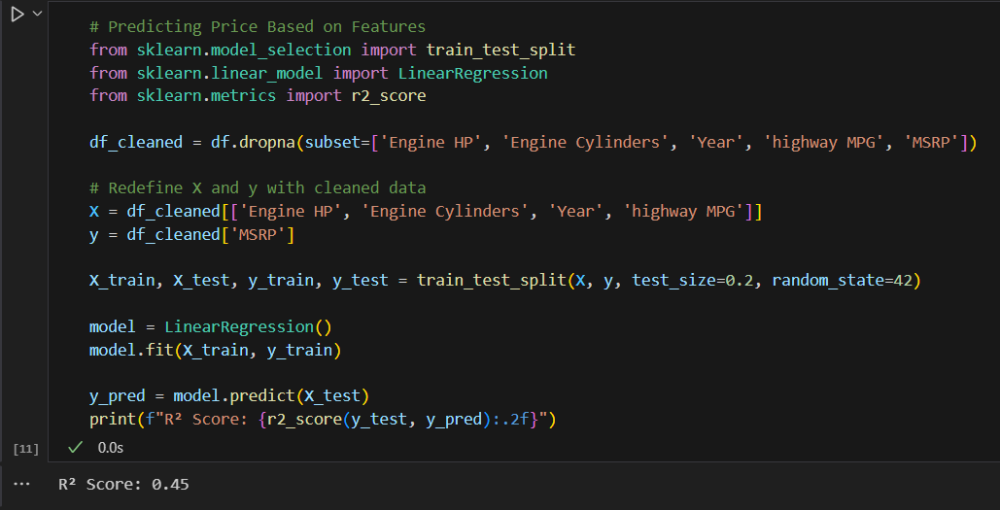 # Predicting Price Based on Features
from sklearn.model_selection import train_test_split
from sklearn.linear_model import LinearRegression
from sklearn.metrics import r2_score
df_cleaned = df.dropna(subset=['Engine HP', 'Engine Cylinders', 'Year', 'highway MPG', 'MSRP'])
# Redefine X and y with cleaned data
X = df_cleaned[['Engine HP', 'Engine Cylinders', 'Year', 'highway MPG']]
y = df_cleaned['MSRP']
X_train, X_test, y_train, y_test = train_test_split(X, y, test_size=0.2, random_state=42)
model = LinearRegression()
model.fit(X_train, y_train)
y_pred = model.predict(X_test)
print(f"R² Score: {r2_score(y_test, y_pred):.2f}")
[11] ✓ 0.0s
... R² Score: 0.45